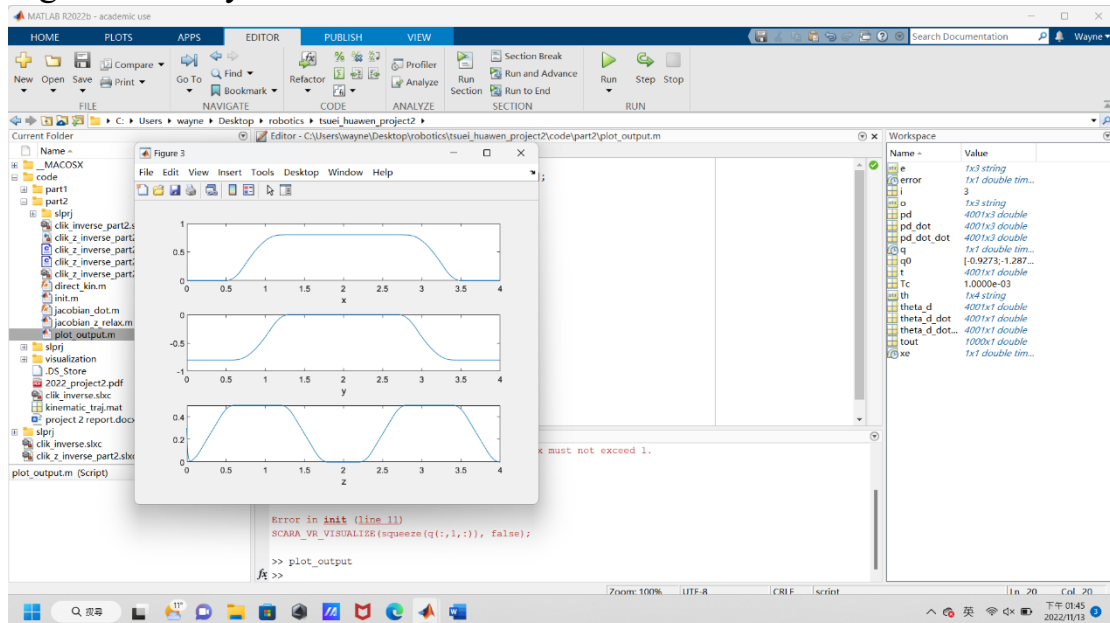 MATLAB R2022b - academic use
HOME PLOTS APPS EDITOR PUBLISH VIEW
Search Documentation Wayne
New Open Save Compare Print
Go To Find Bookmark
Refactor
Profiler Analyze
Run Section Section Break Run and Advance Run to End
Run Step Stop
FILE NAVIGATE CODE ANALYZE SECTION RUN
C: Users wayne Desktop robotics tsuei_huawen_project2
Current Folder
Name
__MACOSX
code
part1
part2
slprj
clik_inverse_part2.s
clik_z_inverse_part
clik_z_inverse_part2
clik_z_inverse_part2
clik_z_inverse_part2
direct_kin.m
init.m
jacobian_dot.m
jacobian_z_relax.m
plot_output.m
slprj
visualization
.DS_Store
2022_project2.pdf
clik_inverse.slxc
kinematic_traj.mat
project 2 report.docx
slprj
clik_inverse.slxc
clik_z_inverse_part2.slxc
plot_output.m (Script)
Editor - C:\Users\wayne\Desktop\robotics\tsuei_huawen_project2\code\part2\plot_output.m
;
Figure 3
File Edit View Insert Tools Desktop Window Help
1
0.5
0
0 0.5 1 1.5 2 2.5 3 3.5 4
x
0
-0.5
-1
0 0.5 1 1.5 2 2.5 3 3.5 4
y
0.4
0.2
0
0 0.5 1 1.5 2 2.5 3 3.5 4
z
x must not exceed 1.
Error in init (line 11)
SCARA_VR_VISUALIZE(squeeze(q(:,1,:)), false);
>> plot_output
fx >>
Workspace
Name Value
e 1x3 string
error 1x1 double tim...
i 3
o 1x3 string
pd 4001x3 double
pd_dot 4001x3 double
pd_dot_dot 4001x3 double
q 1x1 double tim...
q0 [-0.9273;-1.287...
t 4001x1 double
Tc 1.0000e-03
th 1x4 string
theta_d 4001x1 double
theta_d_dot 4001x1 double
theta_d_dot... 4001x1 double
tout 1000x1 double
xe 1x1 double tim...
Zoom: 100% UTF-8 CRLF script Ln 20 Col 20
搜尋
11°
英
下午 01:45
2022/11/13
3